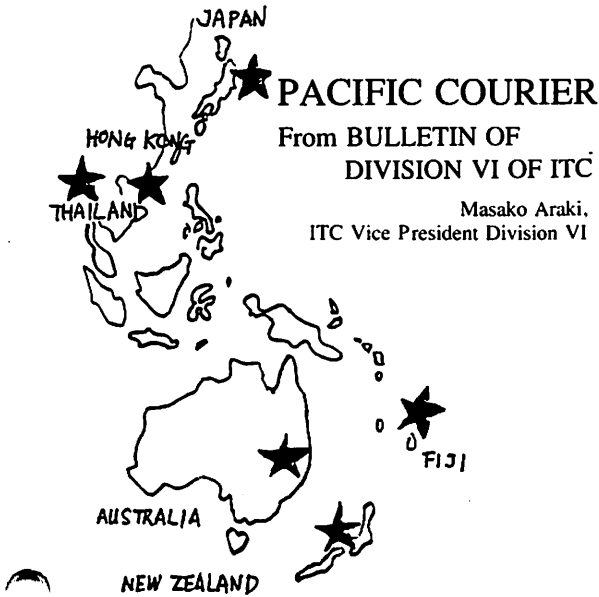 JAPAN
PACIFIC COURIER
From BULLETIN OF
DIVISION VI OF ITC
HONG KONG
Masako Araki,
ITC Vice President Division VI
THAILAND
FIJI
AUSTRALIA
NEW ZEALAND